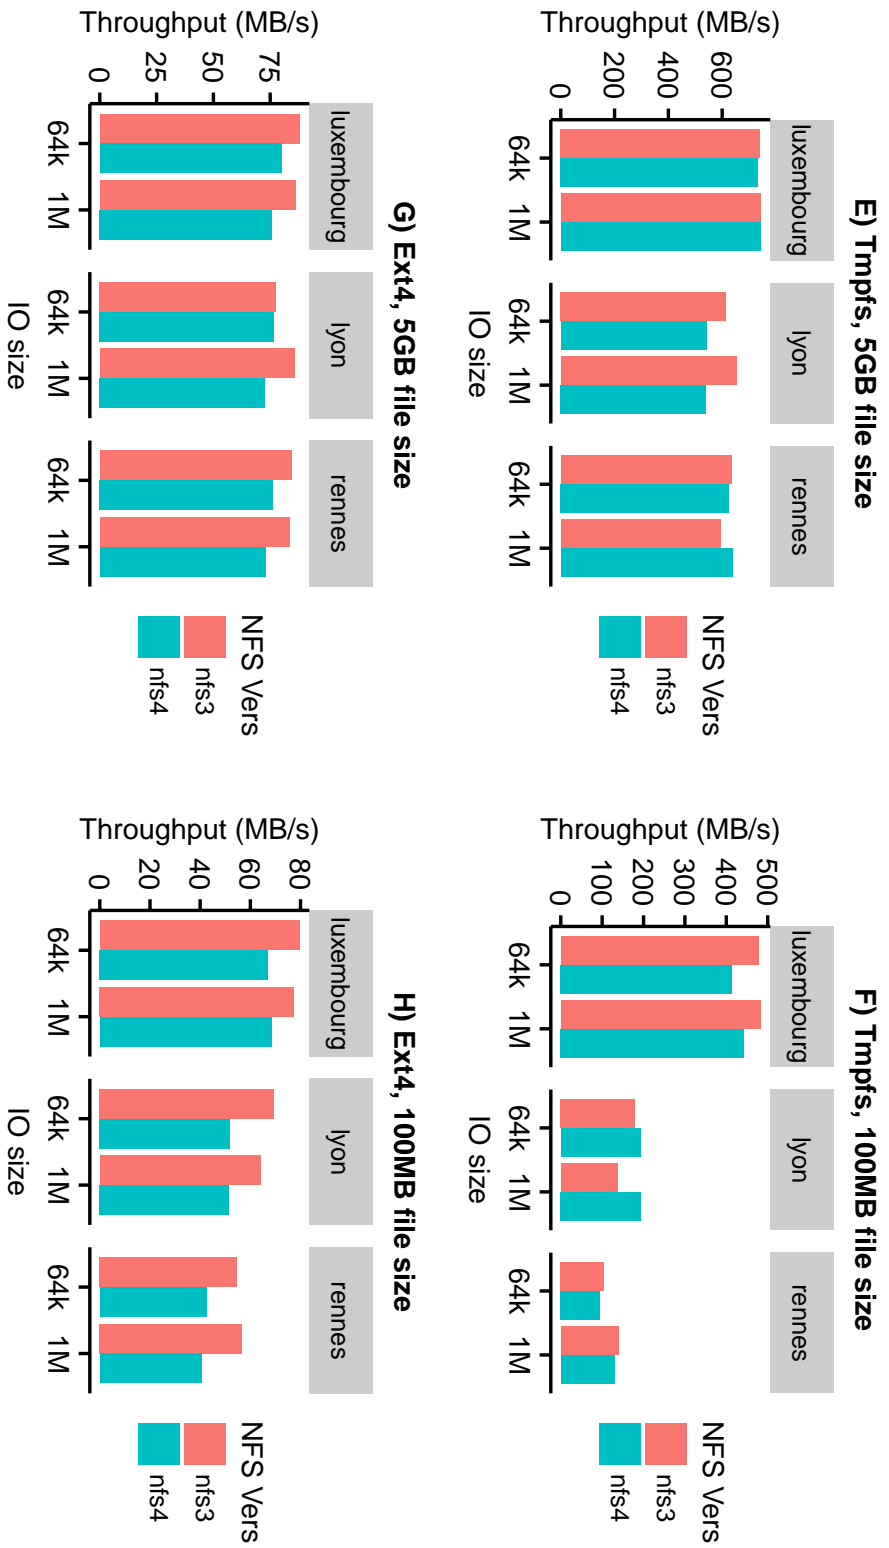 E) Tmpfs, 5GB file size
luxembourg
lyon
rennes
Throughput (MB/s)
600
400
200
0
64k
1M
64k
1M
64k
1M
IO size
NFS Vers
nfs3
nfs4
F) Tmpfs, 100MB file size
luxembourg
lyon
rennes
Throughput (MB/s)
500
400
300
200
100
0
64k
1M
64k
1M
64k
1M
IO size
NFS Vers
nfs3
nfs4
G) Ext4, 5GB file size
luxembourg
lyon
rennes
Throughput (MB/s)
75
50
25
0
64k
1M
64k
1M
64k
1M
IO size
NFS Vers
nfs3
nfs4
H) Ext4, 100MB file size
luxembourg
lyon
rennes
Throughput (MB/s)
80
60
40
20
0
64k
1M
64k
1M
64k
1M
IO size
NFS Vers
nfs3
nfs4